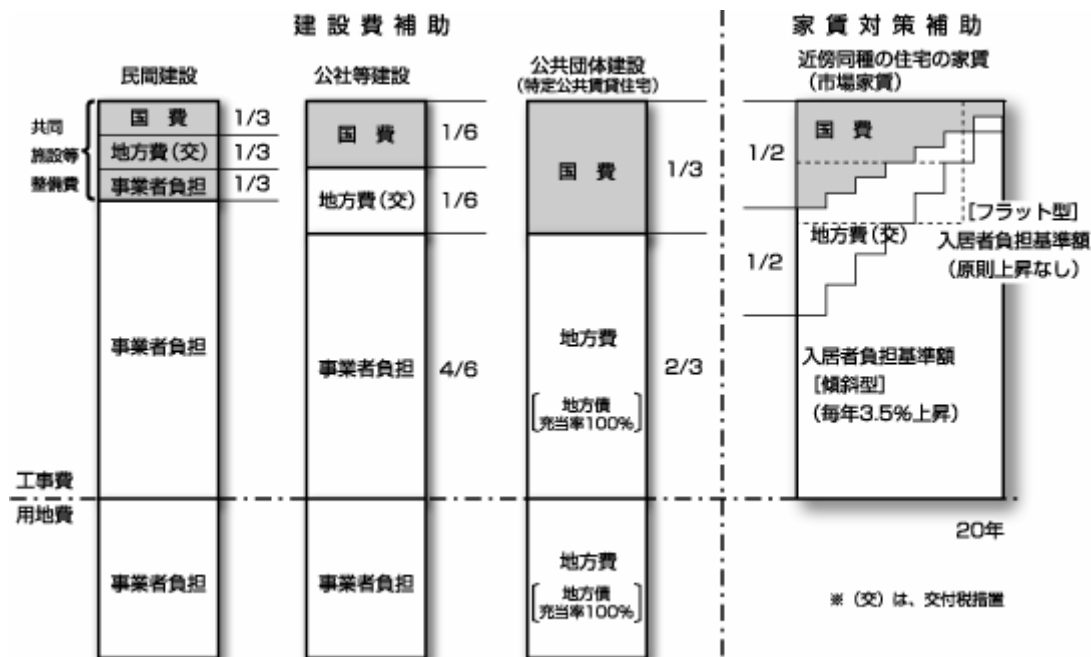 建設費補助
家賃対策補助
民間建設
公社等建設
公共団体建設
(特定公共賃貸住宅)
近傍同種の住宅の家賃
(市場家賃)
共同
施設等
整備費
国費
1/3
地方費(交)
1/3
事業者負担
1/3
事業者負担
国費
1/6
地方費(交)
1/6
事業者負担
4/6
国費
1/3
地方費
2/3
地方債
充当率100%
国費
1/2
地方費(交)
1/2
[フラット型]
入居者負担基準額
(原則上昇なし)
入居者負担基準額
[傾斜型]
(毎年3.5%上昇)
工事費
用地費
事業者負担
事業者負担
地方費
地方債
充当率100%
20年
※(交)は、交付税措置